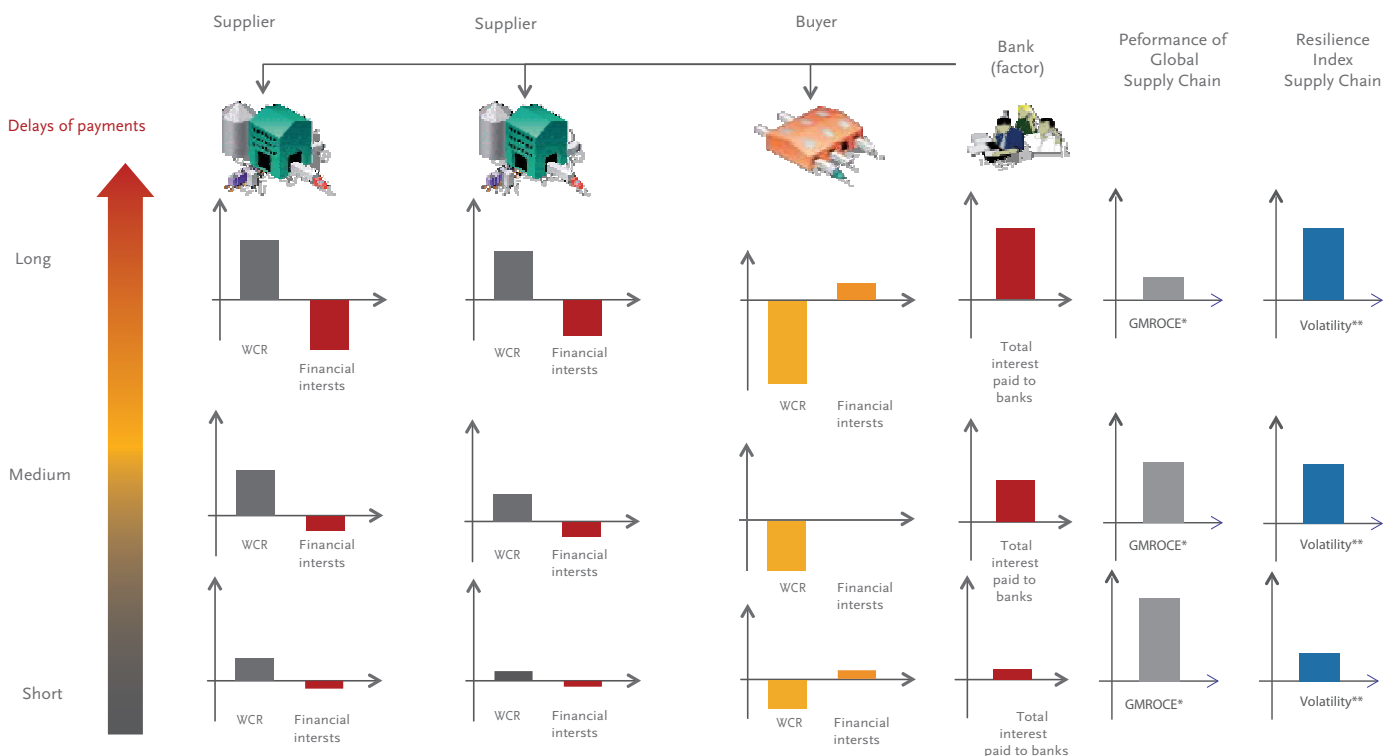 Supplier
Supplier
Buyer
Bank
(factor)
Peformance of
Global
Supply Chain
Resilience
Index
Supply Chain
Delays of payments
Long
WCR
Financial
intersts
WCR
Financial
intersts
WCR
Financial
intersts
Total
interest
paid to
banks
GMROCE*
Volatility**
Medium
WCR
Financial
intersts
WCR
Financial
intersts
WCR
Financial
intersts
Total
interest
paid to
banks
GMROCE*
Volatility**
Short
WCR
Financial
intersts
WCR
Financial
intersts
WCR
Financial
intersts
Total
interest
paid to banks
GMROCE*
Volatility**